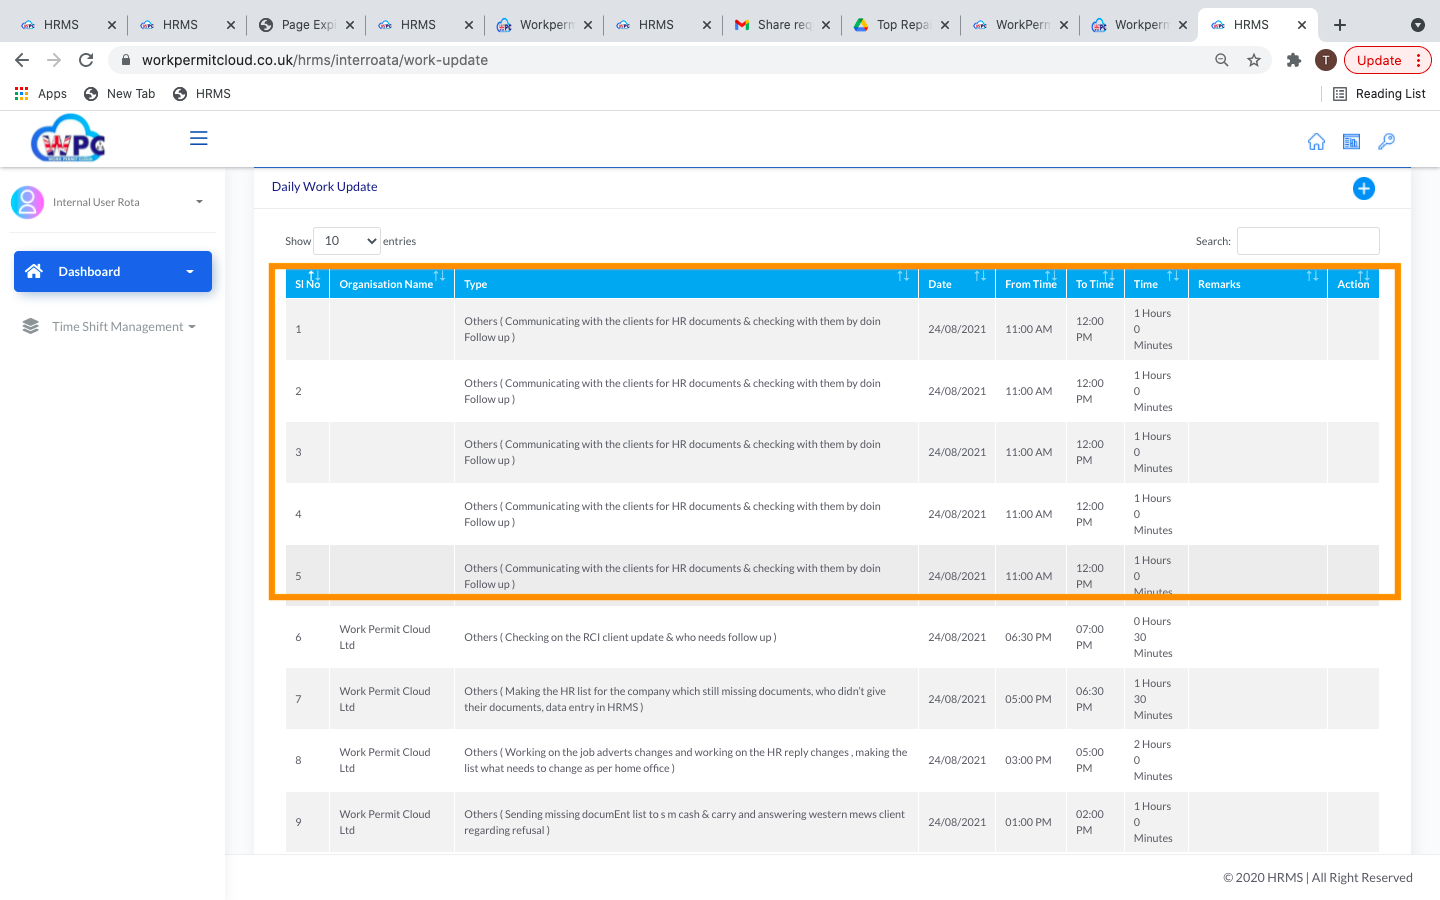 HRMS HRMS Page Exp HRMS Workperm HRMS Share req Top Repai WorkPerm Workperm HRMS
workpermitcloud.co.uk/hrms/interroata/work-update T Update
Apps New Tab HRMS Reading List
WPC
WORK PERMIT CLOUD
Daily Work Update
Internal User Rota
Show 10 entries Search:
Dashboard
Time Shift Management
Sl No Organisation Name Type Date From Time To Time Time Remarks Action
1 Others ( Communicating with the clients for HR documents & checking with them by doin Follow up ) 24/08/2021 11:00 AM 12:00 PM 1 Hours 0 Minutes
2 Others ( Communicating with the clients for HR documents & checking with them by doin Follow up ) 24/08/2021 11:00 AM 12:00 PM 1 Hours 0 Minutes
3 Others ( Communicating with the clients for HR documents & checking with them by doin Follow up ) 24/08/2021 11:00 AM 12:00 PM 1 Hours 0 Minutes
4 Others ( Communicating with the clients for HR documents & checking with them by doin Follow up ) 24/08/2021 11:00 AM 12:00 PM 1 Hours 0 Minutes
5 Others ( Communicating with the clients for HR documents & checking with them by doin Follow up ) 24/08/2021 11:00 AM 12:00 PM 1 Hours 0 Minutes
6 Work Permit Cloud Ltd Others ( Checking on the RCI client update & who needs follow up ) 24/08/2021 06:30 PM 07:00 PM 0 Hours 30 Minutes
7 Work Permit Cloud Ltd Others ( Making the HR list for the company which still missing documents, who didn't give their documents, data entry in HRMS ) 24/08/2021 05:00 PM 06:30 PM 1 Hours 30 Minutes
8 Work Permit Cloud Ltd Others ( Working on the job adverts changes and working on the HR reply changes , making the list what needs to change as per home office ) 24/08/2021 03:00 PM 05:00 PM 2 Hours 0 Minutes
9 Work Permit Cloud Ltd Others ( Sending missing documEnt list to s m cash & carry and answering western mews client regarding refusal ) 24/08/2021 01:00 PM 02:00 PM 1 Hours 0 Minutes
© 2020 HRMS | All Right Reserved